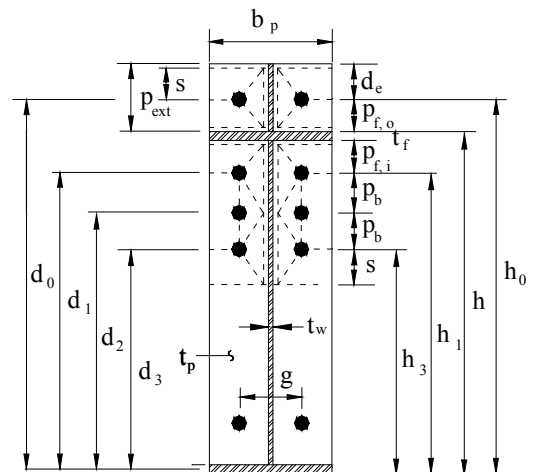 b p
s
p ext
d e
p f, o
t f
p f, i
p b
p b
s
d 0
d 1
d 2
d 3
t w
t p
g
h 3
h 1
h
h 0